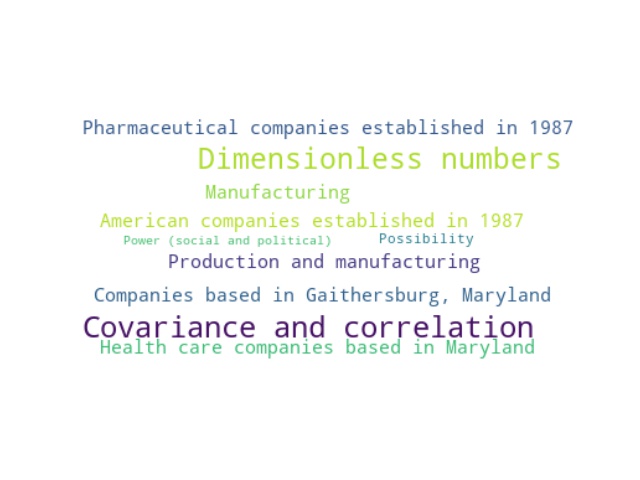 Pharmaceutical companies established in 1987
Dimensionless numbers
Manufacturing
American companies established in 1987
Power (social and political) Possibility
Production and manufacturing
Companies based in Gaithersburg, Maryland
Covariance and correlation
Health care companies based in Maryland